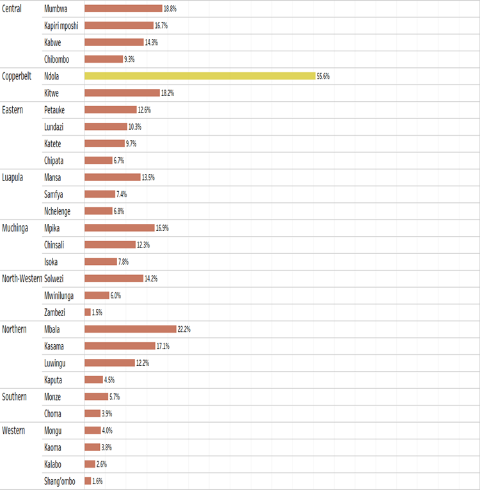 Central Mumbwa 18.8%
Kapiri mposhi 16.7%
Kabwe 14.3%
Chibombo 9.3%
Copperbelt Ndola 55.6%
Kitwe 18.2%
Eastern Petauke 12.6%
Lundazi 10.3%
Katete 9.7%
Chipata 6.7%
Luapula Mansa 13.5%
Samfya 7.4%
Nchelenge 6.8%
Muchinga Mpika 16.9%
Chinsali 12.3%
Isoka 7.8%
North-Western Solwezi 14.2%
Mwinilunga 6.0%
Zambezi 1.5%
Northern Mbala 22.2%
Kasama 17.1%
Luwingu 12.2%
Kaputa 4.5%
Southern Monze 5.7%
Choma 3.9%
Western Mongu 4.0%
Kaoma 3.8%
Kalabo 2.6%
Shang'ombo 1.6%